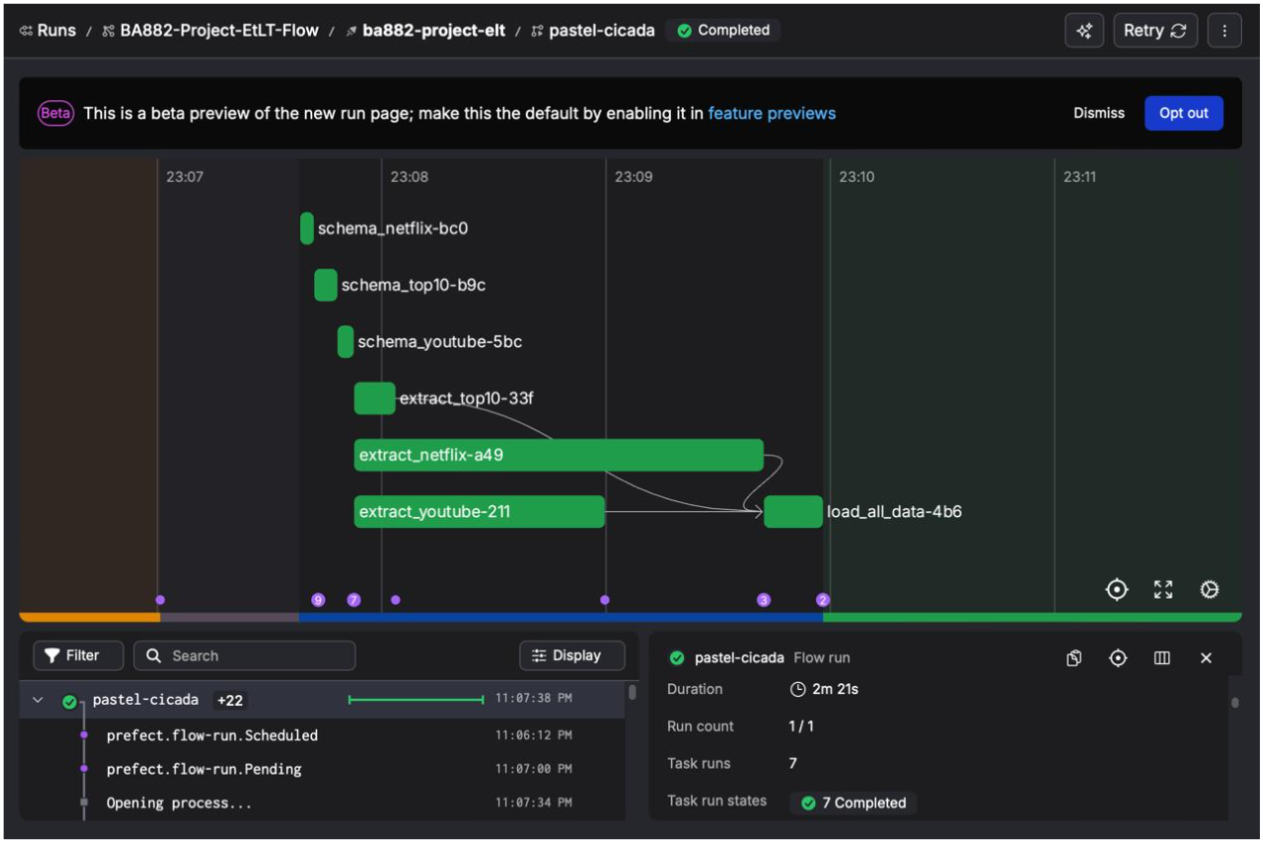 Runs / BA882-Project-EtLT-Flow / ba882-project-elt / pastel-cicada Completed Retry
Beta This is a beta preview of the new run page; make this the default by enabling it in feature previews Dismiss Opt out
23:07 23:08 23:09 23:10 23:11
schema_netflix-bc0
schema_top10-b9c
schema_youtube-5bc
extract_top10-33f
extract_netflix-a49
extract_youtube-211 load_all_data-4b6
9 7 3 2
Filter Search Display
pastel-cicada +22 11:07:38 PM
prefect.flow-run.Scheduled 11:06:12 PM
prefect.flow-run.Pending 11:07:00 PM
Opening process... 11:07:34 PM
pastel-cicada Flow run
Duration 2m 21s
Run count 1 / 1
Task runs 7
Task run states 7 Completed